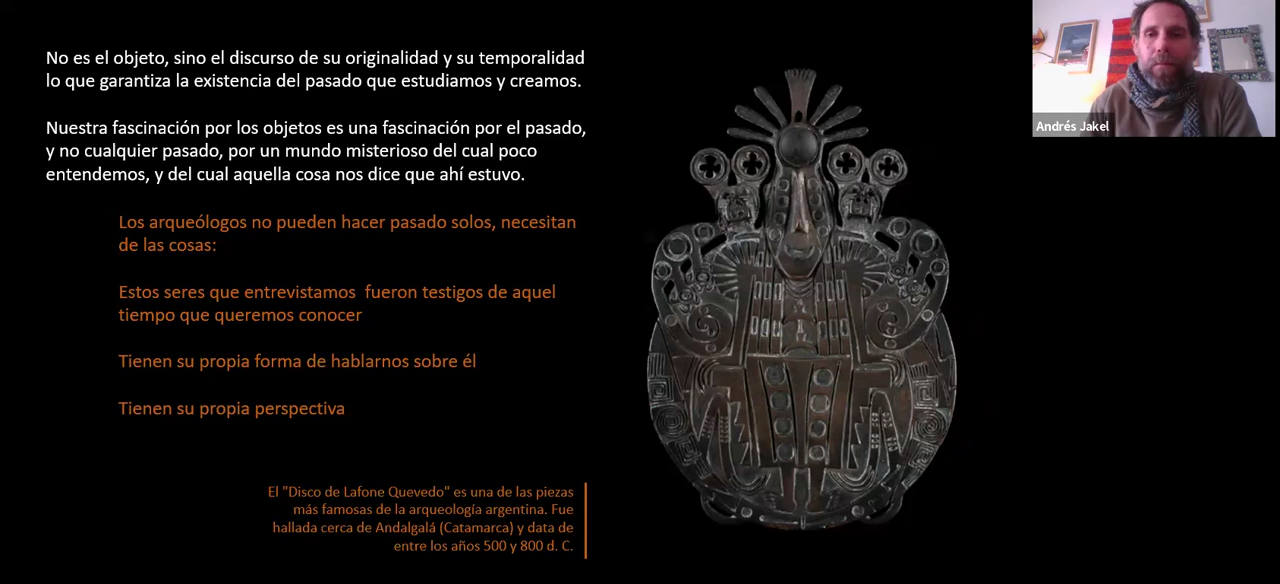 No es el objeto, sino el discurso de su originalidad y su temporalidad
lo que garantiza la existencia del pasado que estudiamos y creamos.
Nuestra fascinación por los objetos es una fascinación por el pasado,
y no cualquier pasado, por un mundo misterioso del cual poco
entendemos, y del cual aquella cosa nos dice que ahí estuvo.
Los arqueólogos no pueden hacer pasado solos, necesitan
de las cosas:
Estos seres que entrevistamos  fueron testigos de aquel
tiempo que queremos conocer
Tienen su propia forma de hablarnos sobre él
Tienen su propia perspectiva
El "Disco de Lafone Quevedo" es una de las piezas
más famosas de la arqueología argentina. Fue
hallada cerca de Andalgalá (Catamarca) y data de
entre los años 500 y 800 d. C.
Andrés Jakel